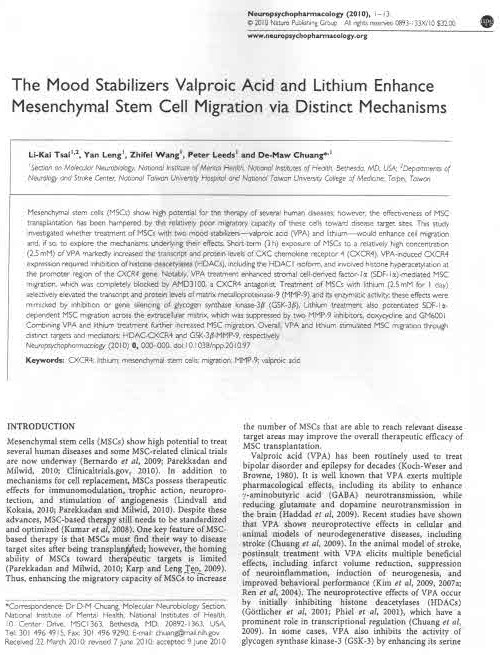 Neuropsychopharmacology (2010), 1–13
© 2010 Nature Publishing Group All rights reserved 0893-133X/10 $32.00
www.neuropsychopharmacology.org
npg
The Mood Stabilizers Valproic Acid and Lithium Enhance
Mesenchymal Stem Cell Migration via Distinct Mechanisms
Li-Kai Tsai1,2, Yan Leng1, Zhifei Wang1, Peter Leeds1 and De-Maw Chuang*,1
1Section on Molecular Neurobiology, National Institute of Mental Health, National Institutes of Health, Bethesda, MD, USA; 2Departments of
Neurology and Stroke Center, National Taiwan University Hospital and National Taiwan University College of Medicine, Taipei, Taiwan
Mesenchymal stem cells (MSCs) show high potential for the therapy of several human diseases; however, the effectiveness of MSC
transplantation has been hampered by the relatively poor migratory capacity of these cells toward disease target sites. This study
investigated whether treatment of MSCs with two mood stabilizers—valproic acid (VPA) and lithium—would enhance cell migration
and, if so, to explore the mechanisms underlying their effects. Short-term (3 h) exposure of MSCs to a relatively high concentration
(2.5 mM) of VPA markedly increased the transcript and protein levels of CXC chemokine receptor 4 (CXCR4). VPA-induced CXCR4
expression required inhibition of histone deacetylases (HDACs), including the HDAC1 isoform, and involved histone hyperacetylation at
the promoter region of the CXCR4 gene. Notably, VPA treatment enhanced stromal cell-derived factor-1α (SDF-1α)-mediated MSC
migration, which was completely blocked by AMD3100, a CXCR4 antagonist. Treatment of MSCs with lithium (2.5 mM for 1 day)
selectively elevated the transcript and protein levels of matrix metalloproteinase-9 (MMP-9) and its enzymatic activity; these effects were
mimicked by inhibition or gene silencing of glycogen synthase kinase-3β (GSK-3β). Lithium treatment also potentiated SDF-1α-
dependent MSC migration across the extracellular matrix, which was suppressed by two MMP-9 inhibitors, doxycycline and GM6001.
Combining VPA and lithium treatment further increased MSC migration. Overall, VPA and lithium stimulated MSC migration through
distinct targets and mediators: HDAC-CXCR4 and GSK-3β-MMP-9, respectively.
Neuropsychopharmacology (2010) 0, 000–000. doi:10.1038/npp.2010.97
Keywords: CXCR4; lithium; mesenchymal stem cells; migration; MMP-9; valproic acid
INTRODUCTION
Mesenchymal stem cells (MSCs) show high potential to treat
several human diseases and some MSC-related clinical trials
are now underway (Bernardo et al, 2009; Parekkadan and
Milwid, 2010; Clinicaltrials.gov, 2010). In addition to
mechanisms for cell replacement, MSCs possess therapeutic
effects for immunomodulation, trophic action, neuropro-
tection, and stimulation of angiogenesis (Lindvall and
Kokaia, 2010; Parekkadan and Milwid, 2010). Despite these
advances, MSC-based therapy still needs to be standardized
and optimized (Kumar et al, 2008). One key feature of MSC-
based therapy is that MSCs must find their way to disease
target sites after being transplanted; however, the homing
ability of MSCs toward therapeutic targets is limited
(Parekkadan and Milwid, 2010; Karp and Leng Teo, 2009).
Thus, enhancing the migratory capacity of MSCs to increase
*Correspondence: Dr D-M Chuang, Molecular Neurobiology Section,
National Institute of Mental Health, National Institutes of Health,
10 Center Drive, MSC1363, Bethesda, MD, 20892-1363, USA,
Tel: 301 496 4915, Fax: 301 496 9290, E-mail: chuang@mail.nih.gov
Received 22 March 2010; revised 7 June 2010; accepted 9 June 2010
the number of MSCs that are able to reach relevant disease
target areas may improve the overall therapeutic efficacy of
MSC transplantation.
Valproic acid (VPA) has been routinely used to treat
bipolar disorder and epilepsy for decades (Koch-Weser and
Browne, 1980). It is well known that VPA exerts multiple
pharmacological effects, including its ability to enhance
γ-aminobutyric acid (GABA) neurotransmission, while
reducing glutamate and dopamine neurotransmission in
the brain (Haddad et al, 2009). Recent studies have shown
that VPA shows neuroprotective effects in cellular and
animal models of neurodegenerative diseases, including
stroke (Chuang et al, 2009). In the animal model of stroke,
postinsult treatment with VPA elicits multiple beneficial
effects, including infarct volume reduction, suppression
of neuroinflammation, induction of neurogenesis, and
improved behavioral performance (Kim et al, 2009, 2007a;
Ren et al, 2004). The neuroprotective effects of VPA occur
by initially inhibiting histone deacetylases (HDACs)
(Göttlicher et al, 2001; Phiel et al, 2001), which have a
prominent role in transcriptional regulation (Chuang et al,
2009). In some cases, VPA also inhibits the activity of
glycogen synthase kinase-3 (GSK-3) by enhancing its serine